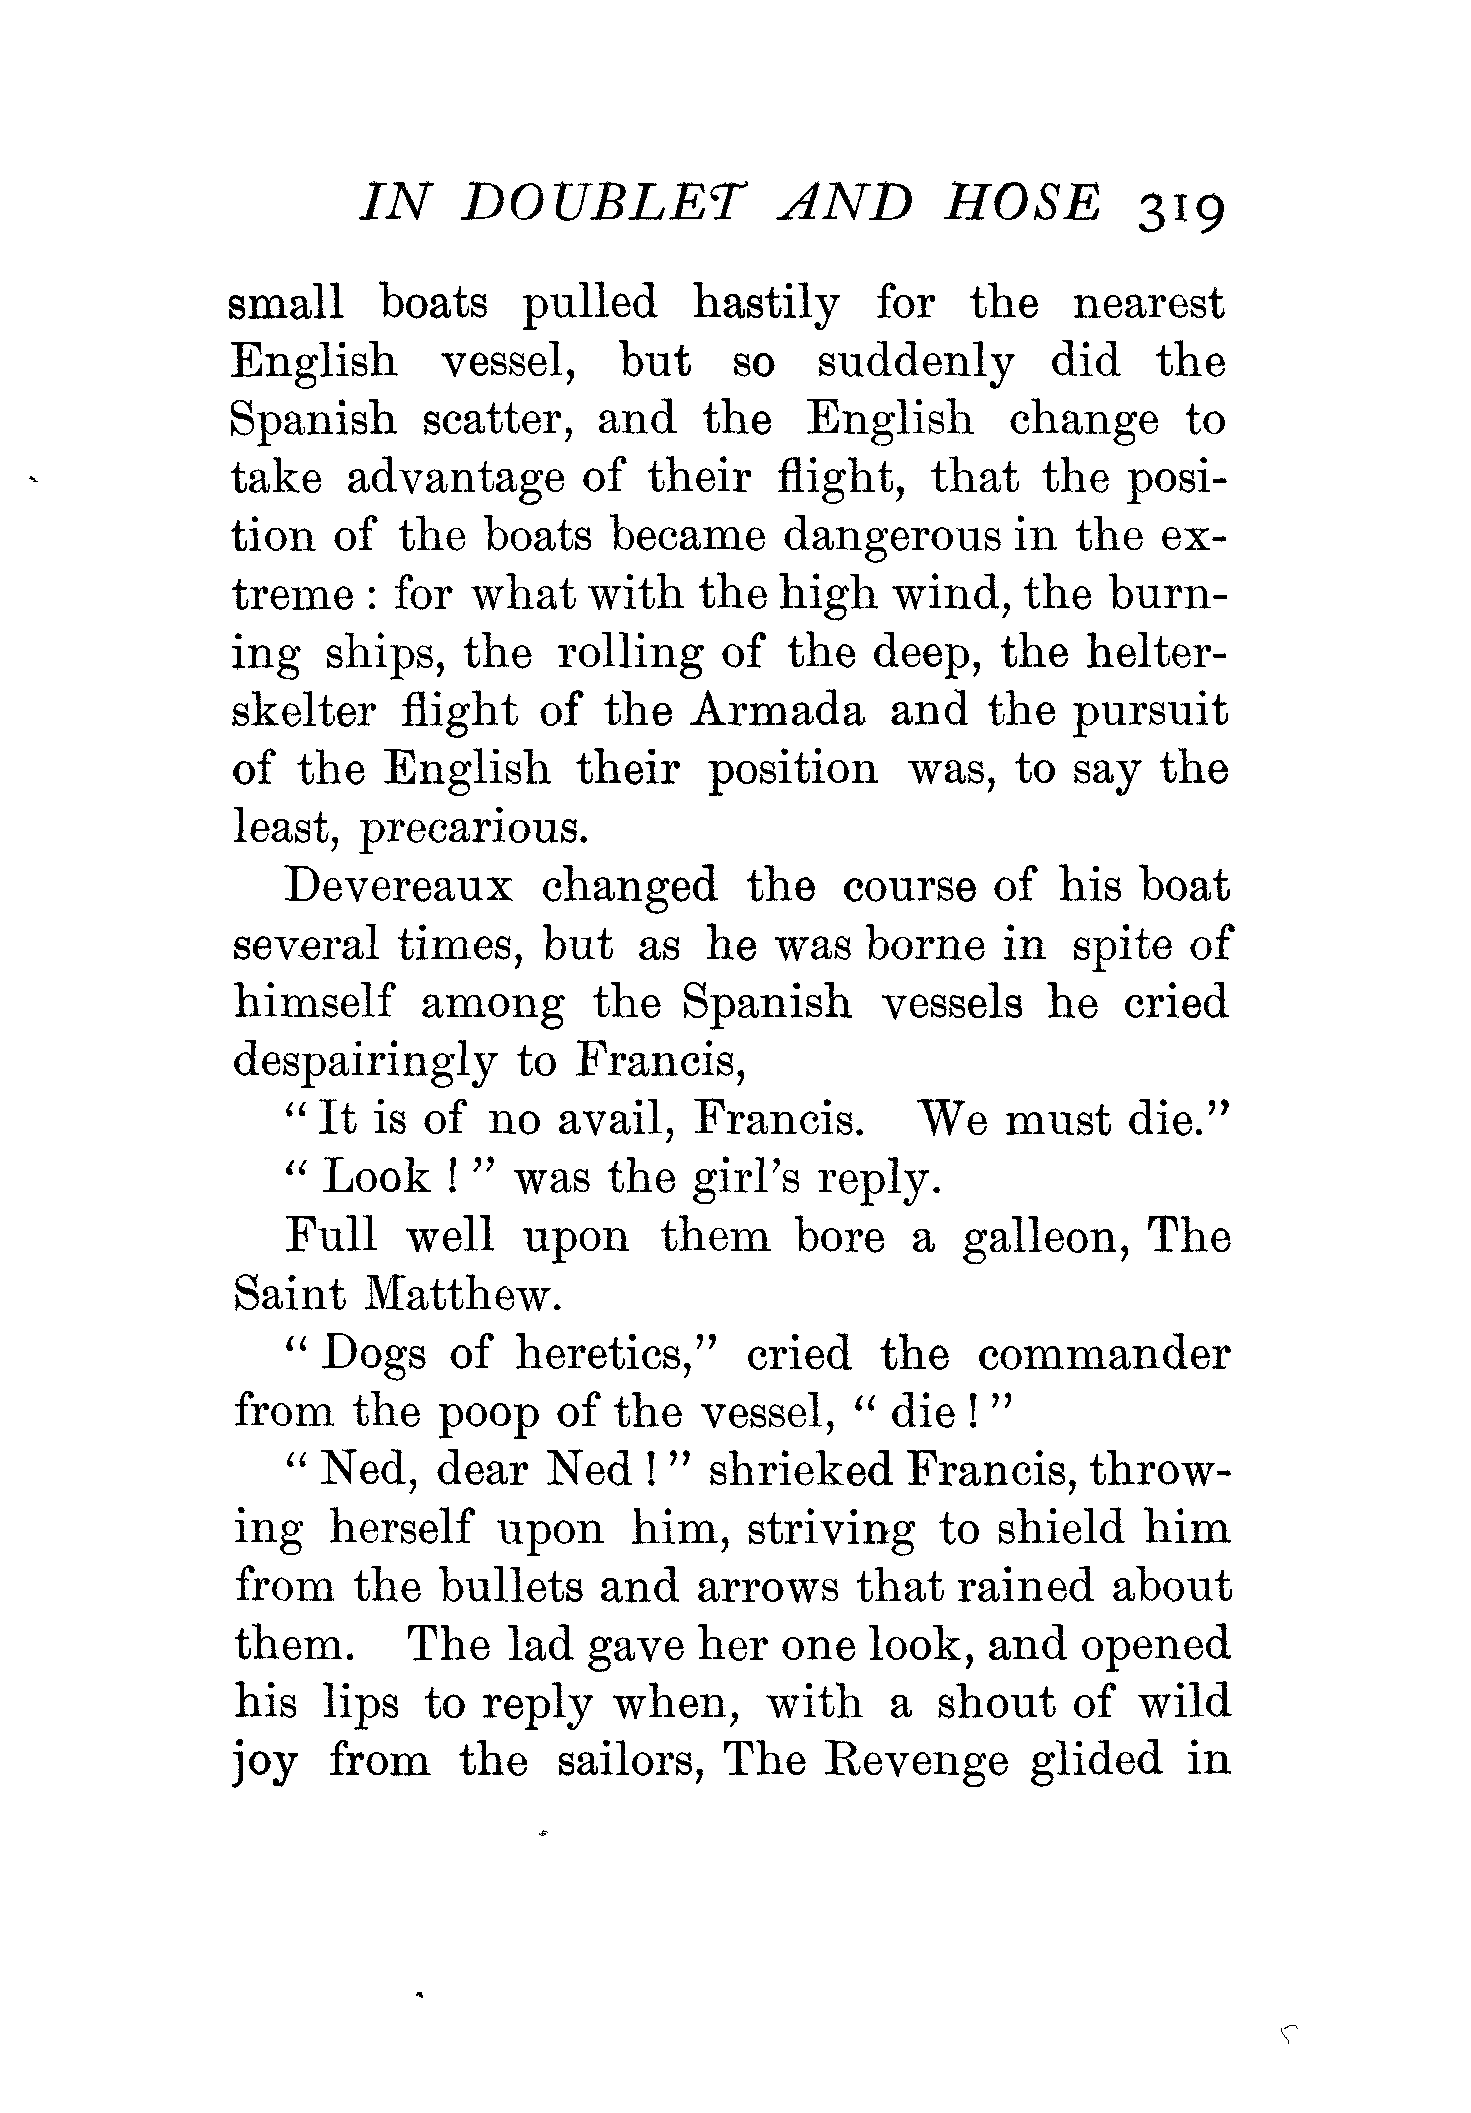 IN DOUBLET AND HOSE 319
small boats pulled hastily for the nearest
English vessel, but so suddenly did the
Spanish scatter, and the English change to
take advantage of their flight, that the posi-
tion of the boats became dangerous in the ex-
treme : for what with the high wind, the burn-
ing ships, the rolling of the deep, the helter-
skelter flight of the Armada and the pursuit
of the English their position was, to say the
least, precarious.
Devereaux changed the course of his boat
several times, but as he was borne in spite of
himself among the Spanish vessels he cried
despairingly to Francis,
“ It is of no avail, Francis. We must die.”
“ Look ! ” was the girl’s reply.
Full well upon them bore a galleon, The
Saint Matthew.
“ Dogs of heretics,” cried the commander
from the poop of the vessel, “ die ! ”
“ Ned, dear Ned ! ” shrieked Francis, throw-
ing herself upon him, striving to shield him
from the bullets and arrows that rained about
them. The lad gave her one look, and opened
his lips to reply when, with a shout of wild
joy from the sailors, The Revenge glided in